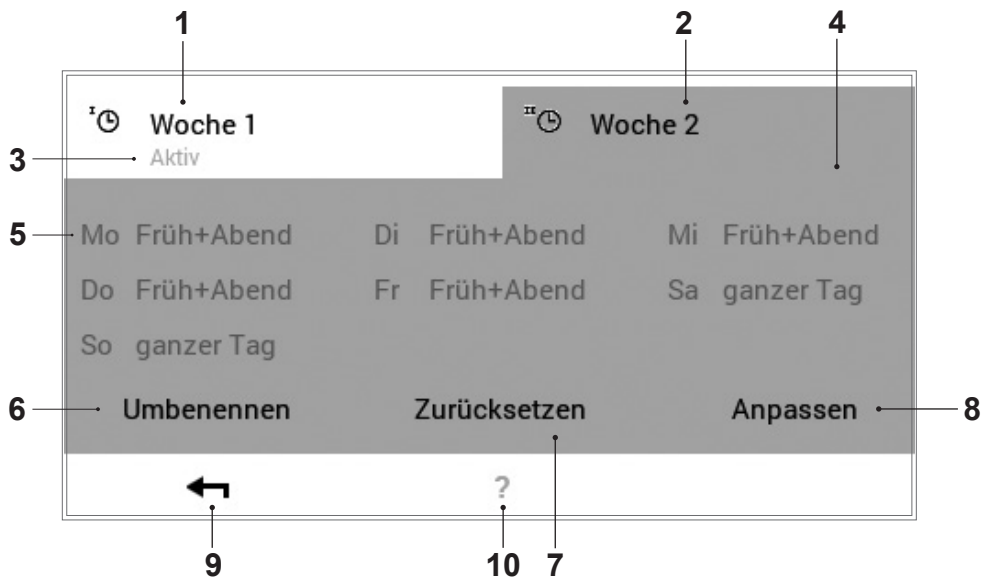 1 2 4
I Woche 1 II Woche 2
3 Aktiv
5 Mo Früh+Abend Di Früh+Abend Mi Früh+Abend
Do Früh+Abend Fr Früh+Abend Sa ganzer Tag
So ganzer Tag
6 Umbenennen Zurücksetzen Anpassen 8
?
9 10 7